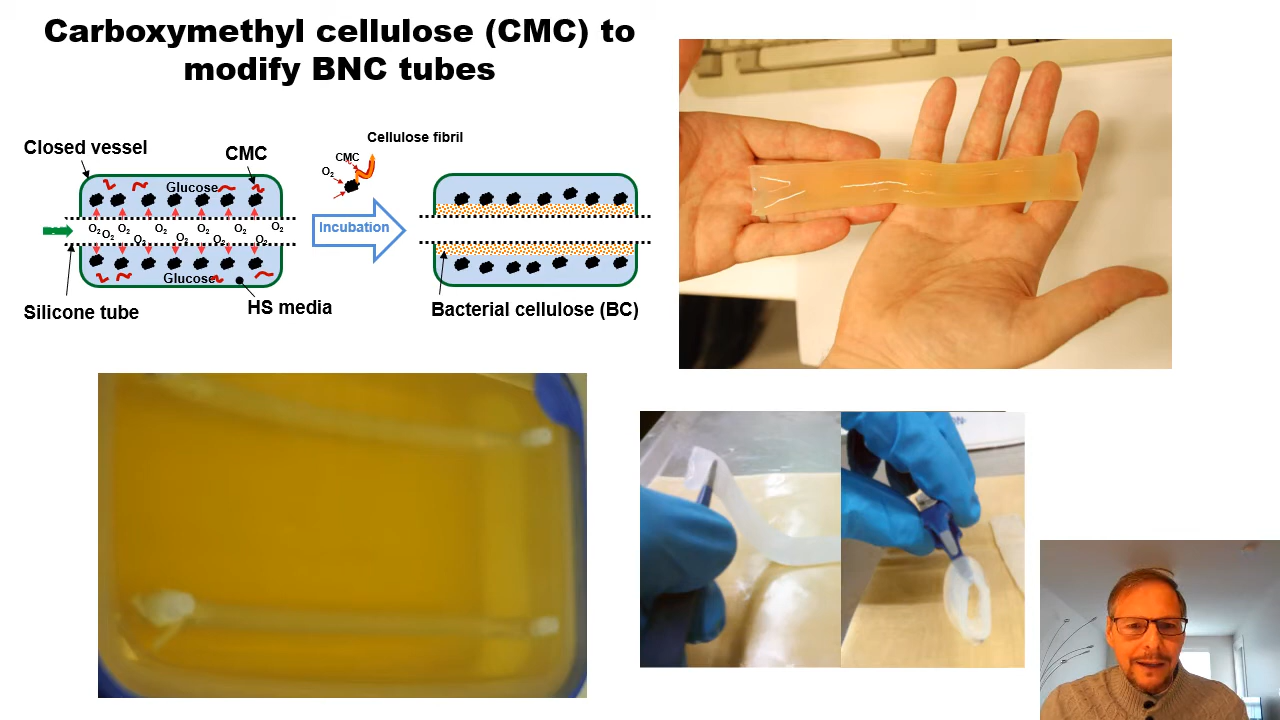 Carboxymethyl cellulose (CMC) to
modify BNC tubes
Closed vessel
CMC
Glucose
O₂ O₂ O₂ O₂ O₂ O₂ O₂ O₂ O₂ O₂ O₂
Glucose
Silicone tube
HS media
Cellulose fibril
CMC
O₂
Incubation
Bacterial cellulose (BC)